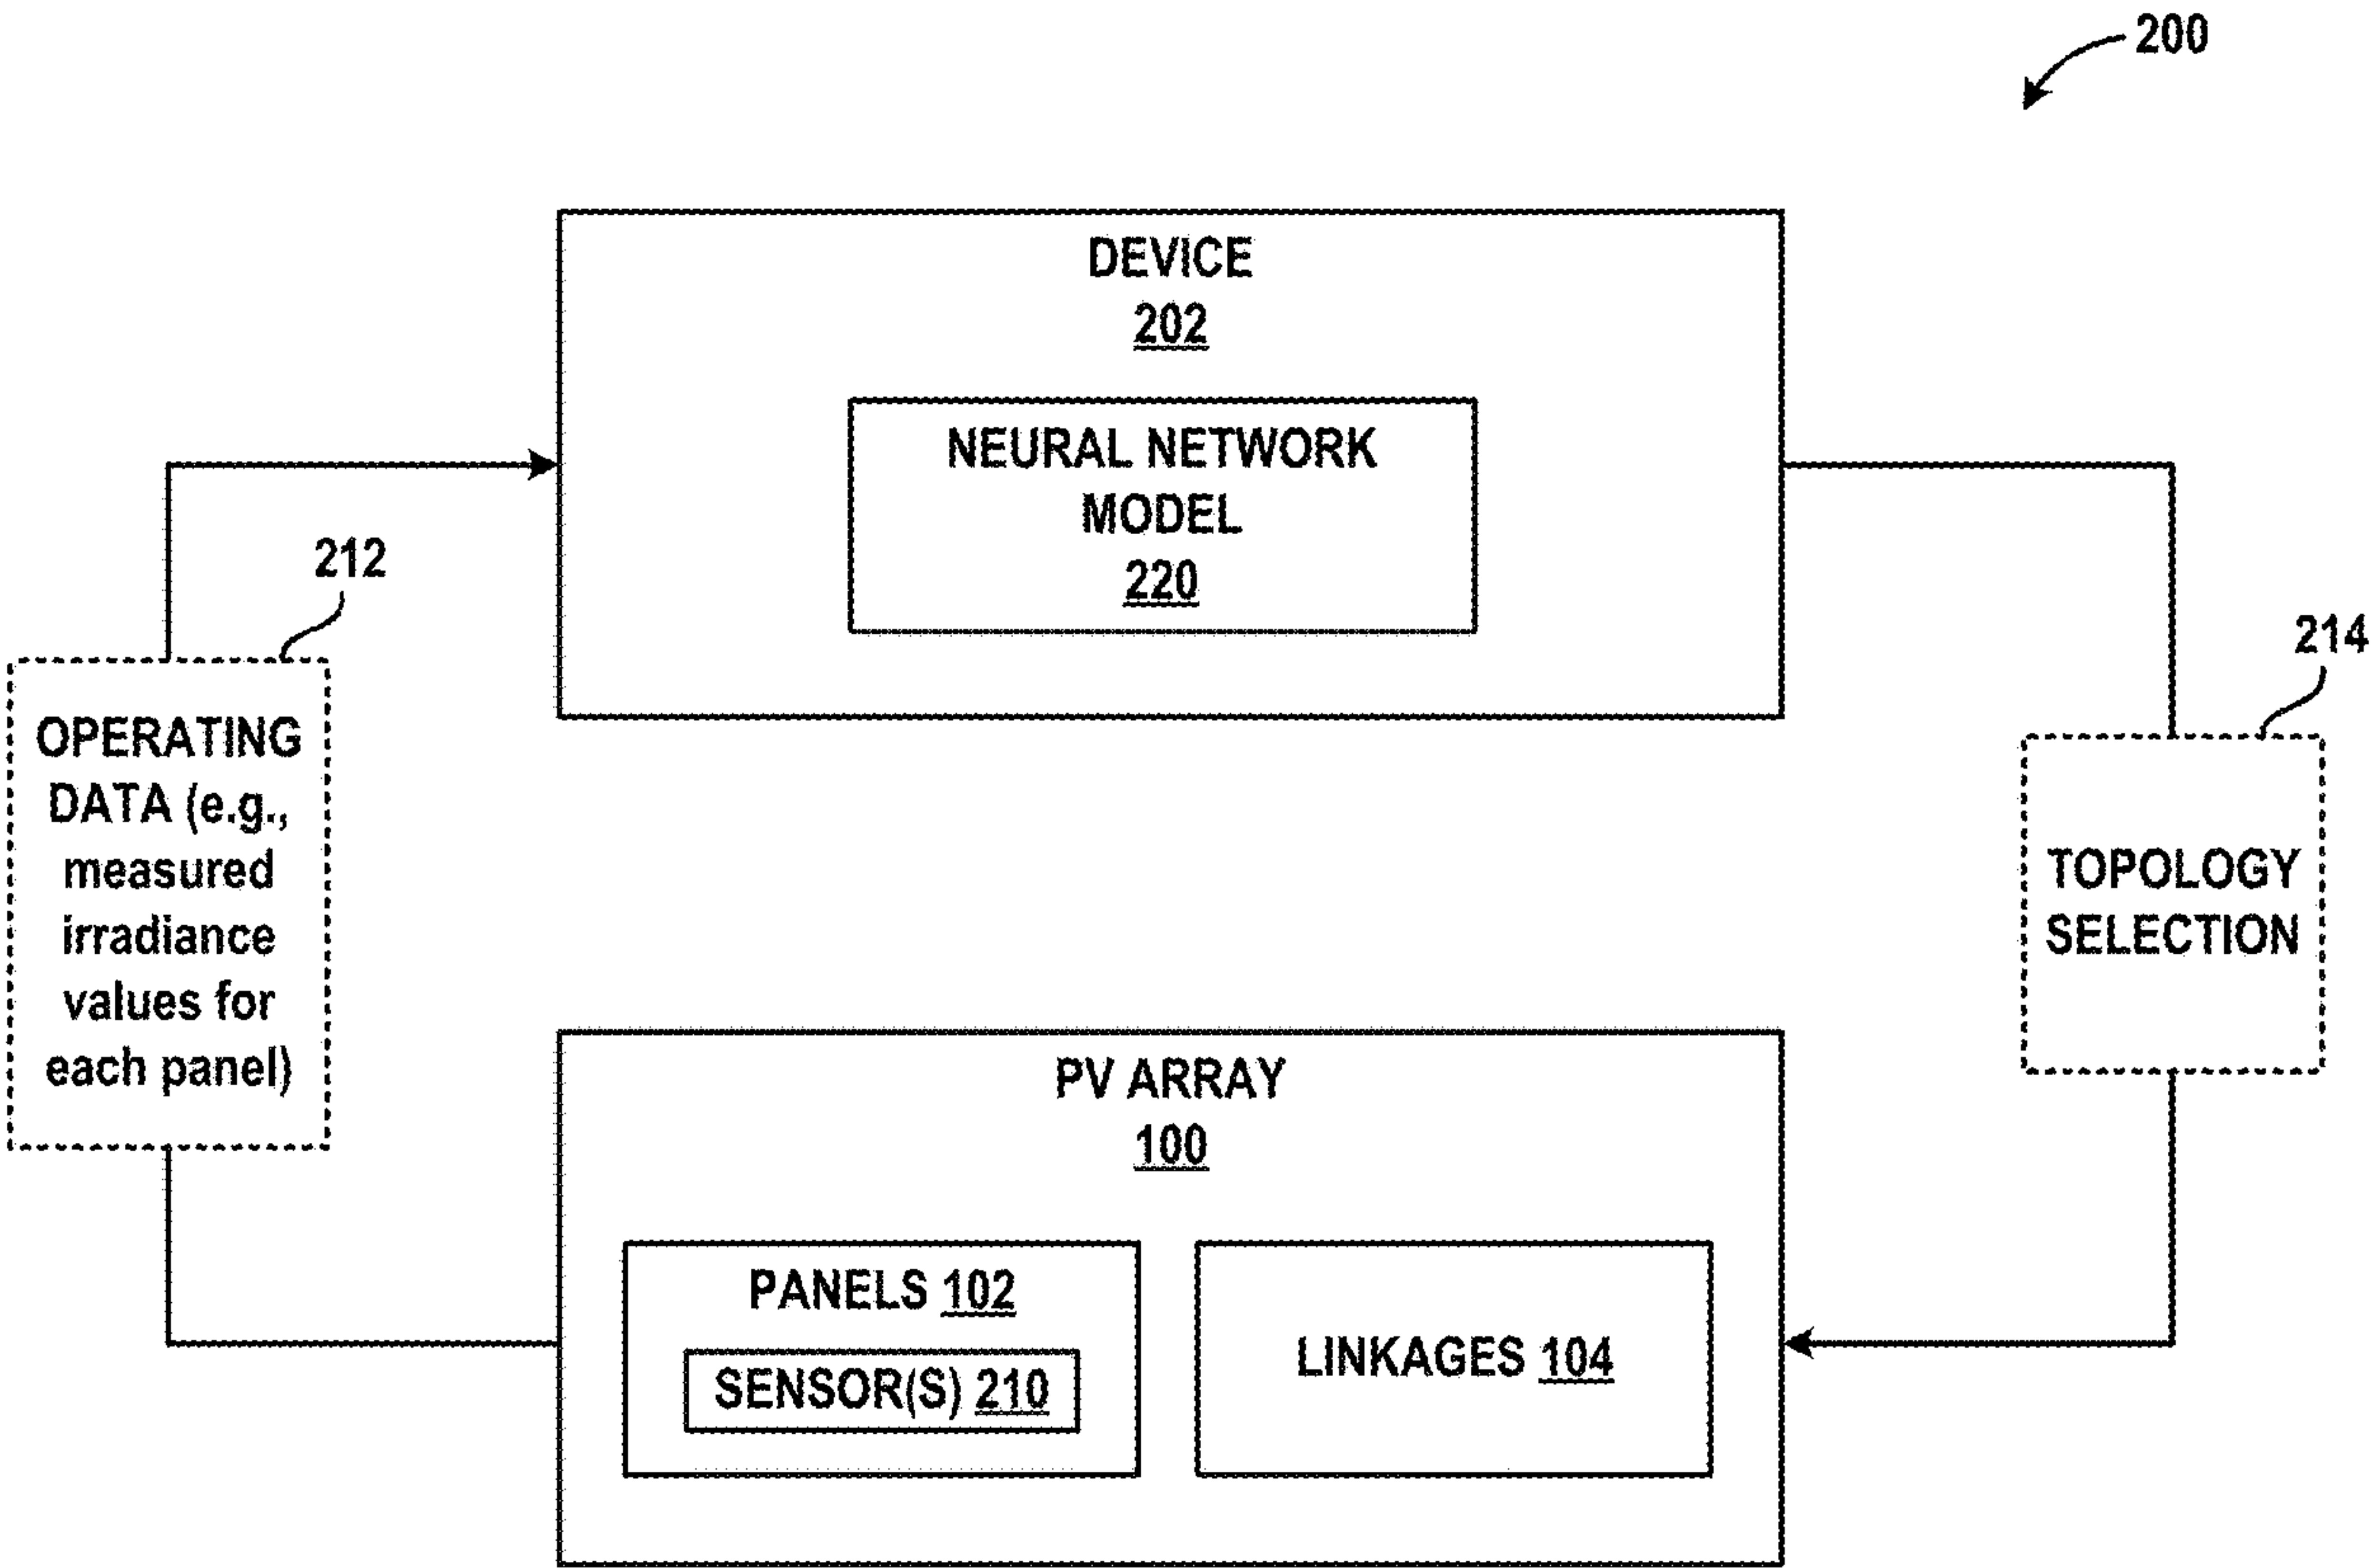 200
DEVICE
202
NEURAL NETWORK
MODEL
220
212
OPERATING
DATA (e.g.,
measured
irradiance
values for
each panel)
214
TOPOLOGY
SELECTION
PV ARRAY
100
PANELS 102
SENSOR(S) 210
LINKAGES 104